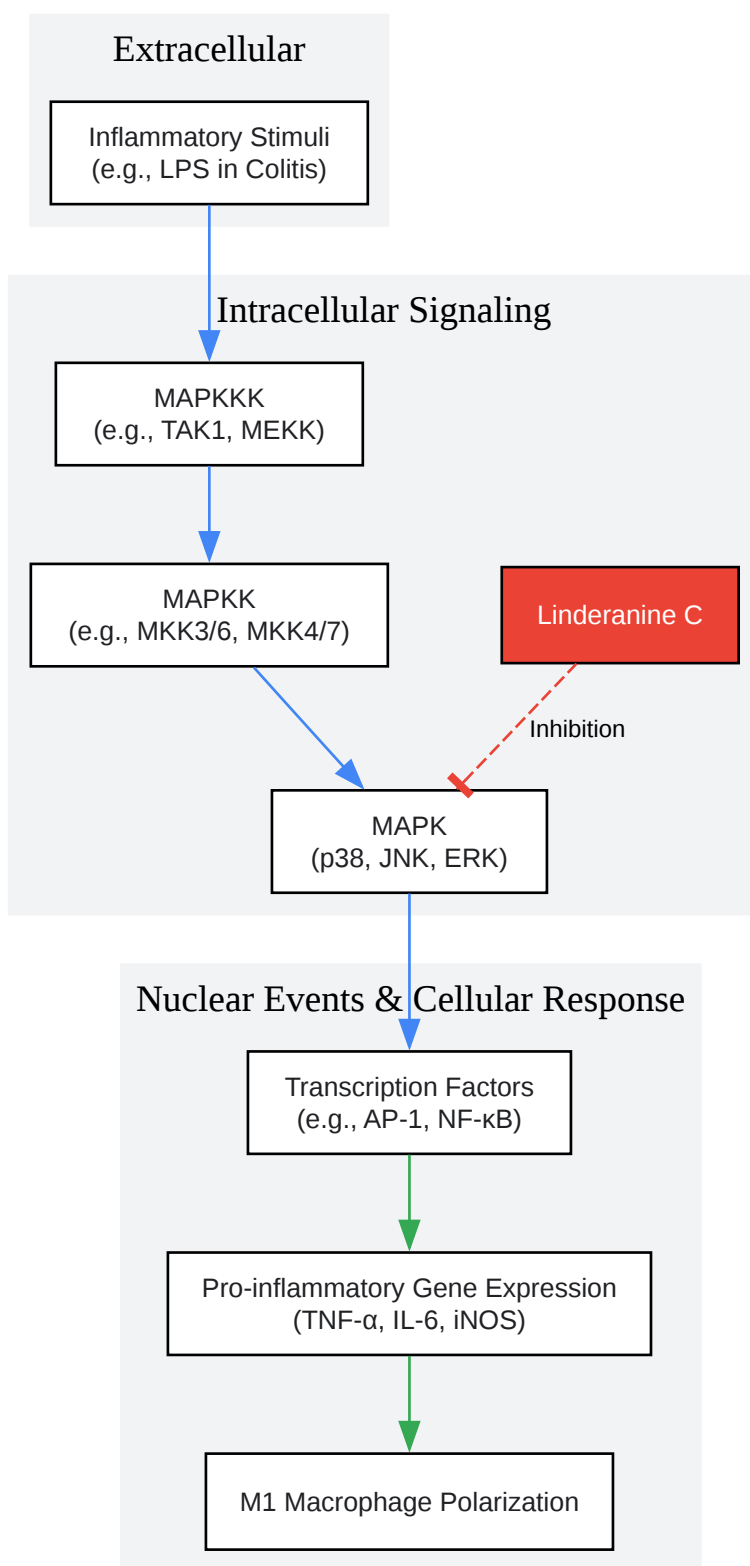 Extracellular
Inflammatory Stimuli
(e.g., LPS in Colitis)
Intracellular Signaling
MAPKKK
(e.g., TAK1, MEKK)
MAPKK
(e.g., MKK3/6, MKK4/7)
Linderanine C
Inhibition
MAPK
(p38, JNK, ERK)
Nuclear Events & Cellular Response
Transcription Factors
(e.g., AP-1, NF-κB)
Pro-inflammatory Gene Expression
(TNF-α, IL-6, iNOS)
M1 Macrophage Polarization